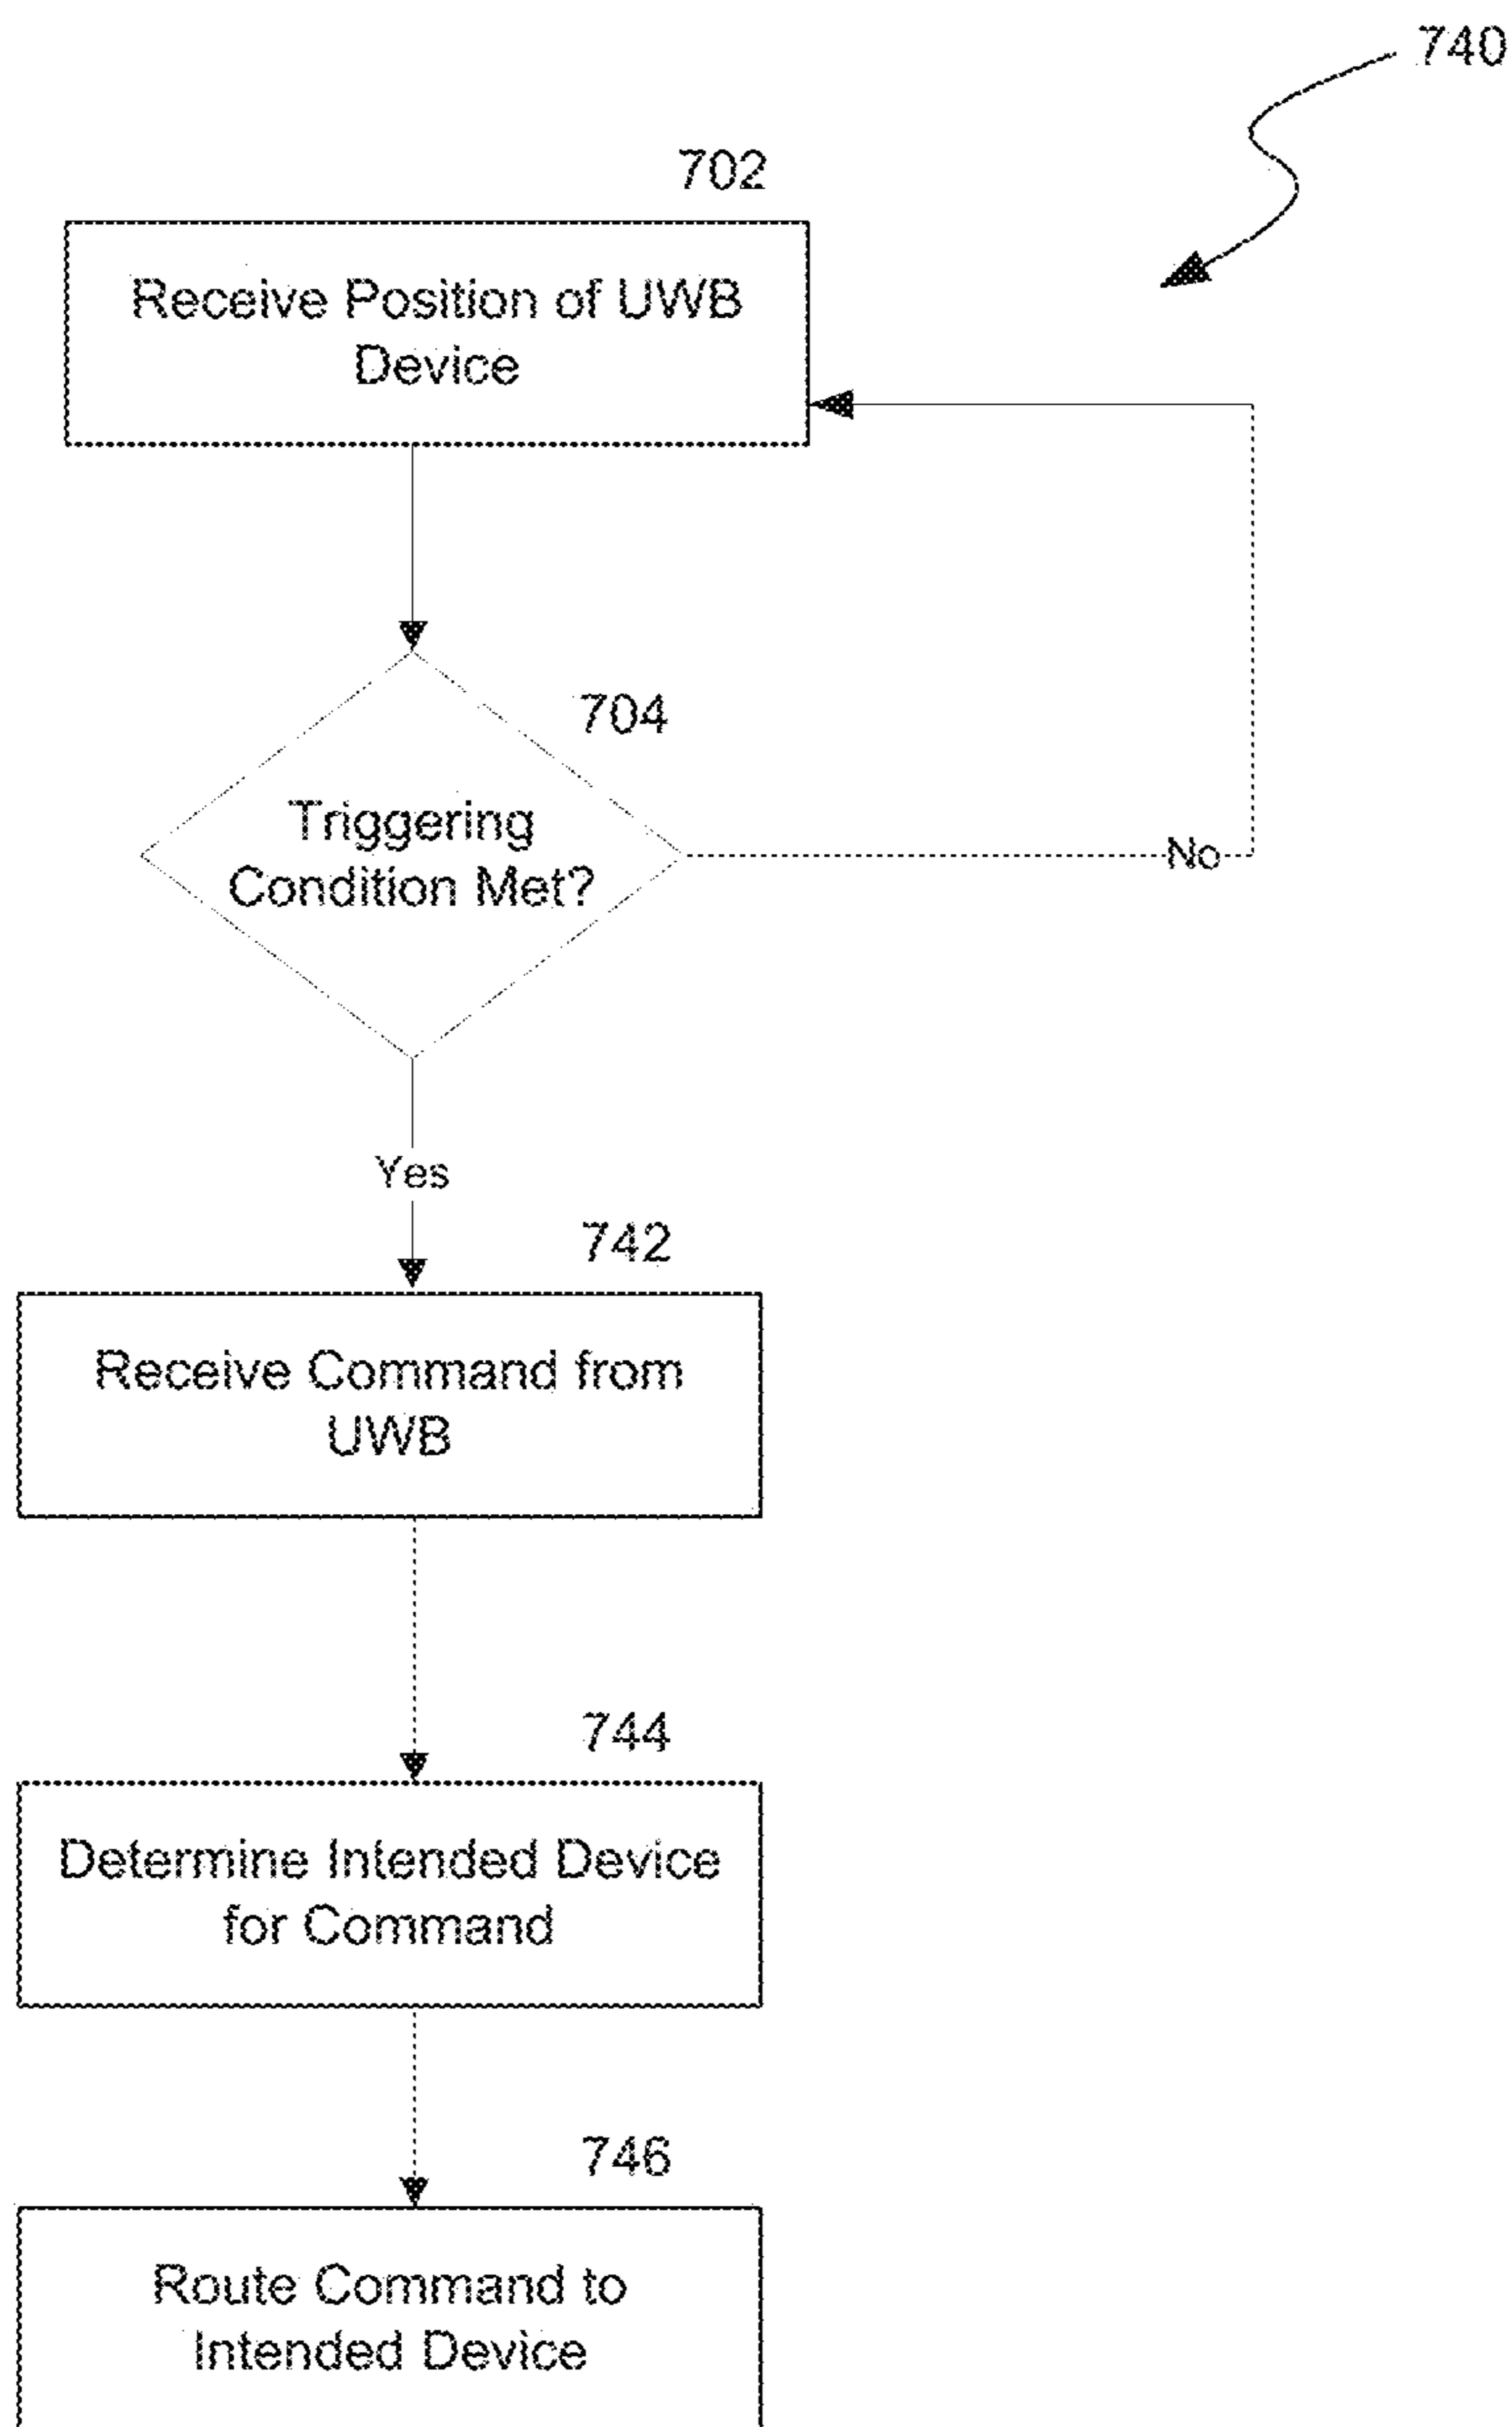 740
702
Receive Position of UWB
Device
704
Triggering
Condition Met?
No
Yes
742
Receive Command from
UWB
744
Determine Intended Device
for Command
746
Route Command to
Intended Device